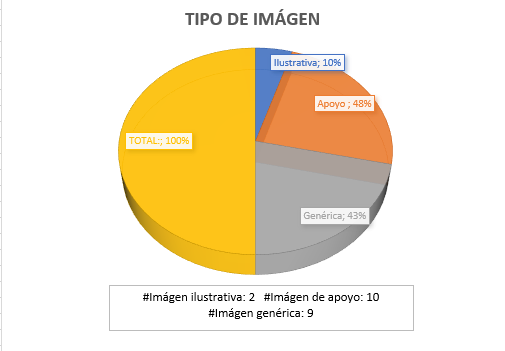 TIPO DE IMÁGEN
Ilustrativa; 10%
Apoyo ; 48%
TOTAL:; 100%
Genérica; 43%
#Imágen ilustrativa: 2   #Imágen de apoyo: 10
#Imágen genérica: 9